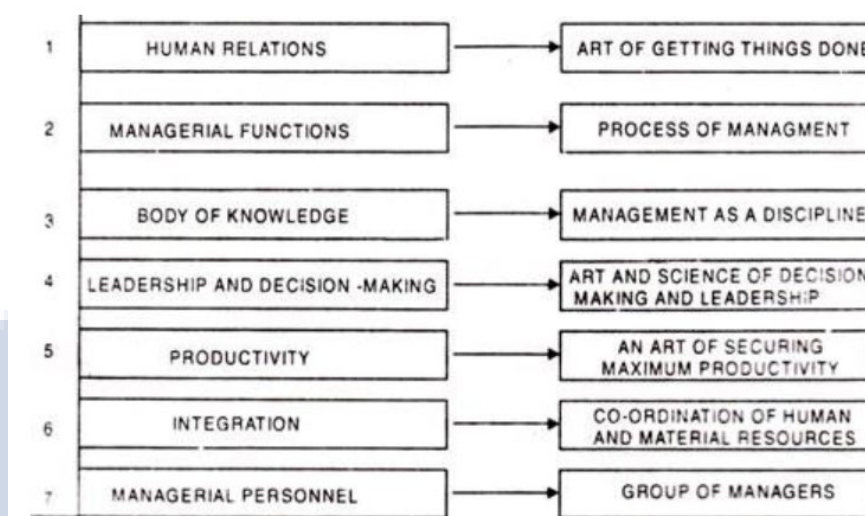 1 HUMAN RELATIONS ART OF GETTING THINGS DONE
2 MANAGERIAL FUNCTIONS PROCESS OF MANAGMENT
3 BODY OF KNOWLEDGE MANAGEMENT AS A DISCIPLINE
4 LEADERSHIP AND DECISION -MAKING ART AND SCIENCE OF DECISION
MAKING AND LEADERSHIP
5 PRODUCTIVITY AN ART OF SECURING
MAXIMUM PRODUCTIVITY
6 INTEGRATION CO-ORDINATION OF HUMAN
AND MATERIAL RESOURCES
7 MANAGERIAL PERSONNEL GROUP OF MANAGERS